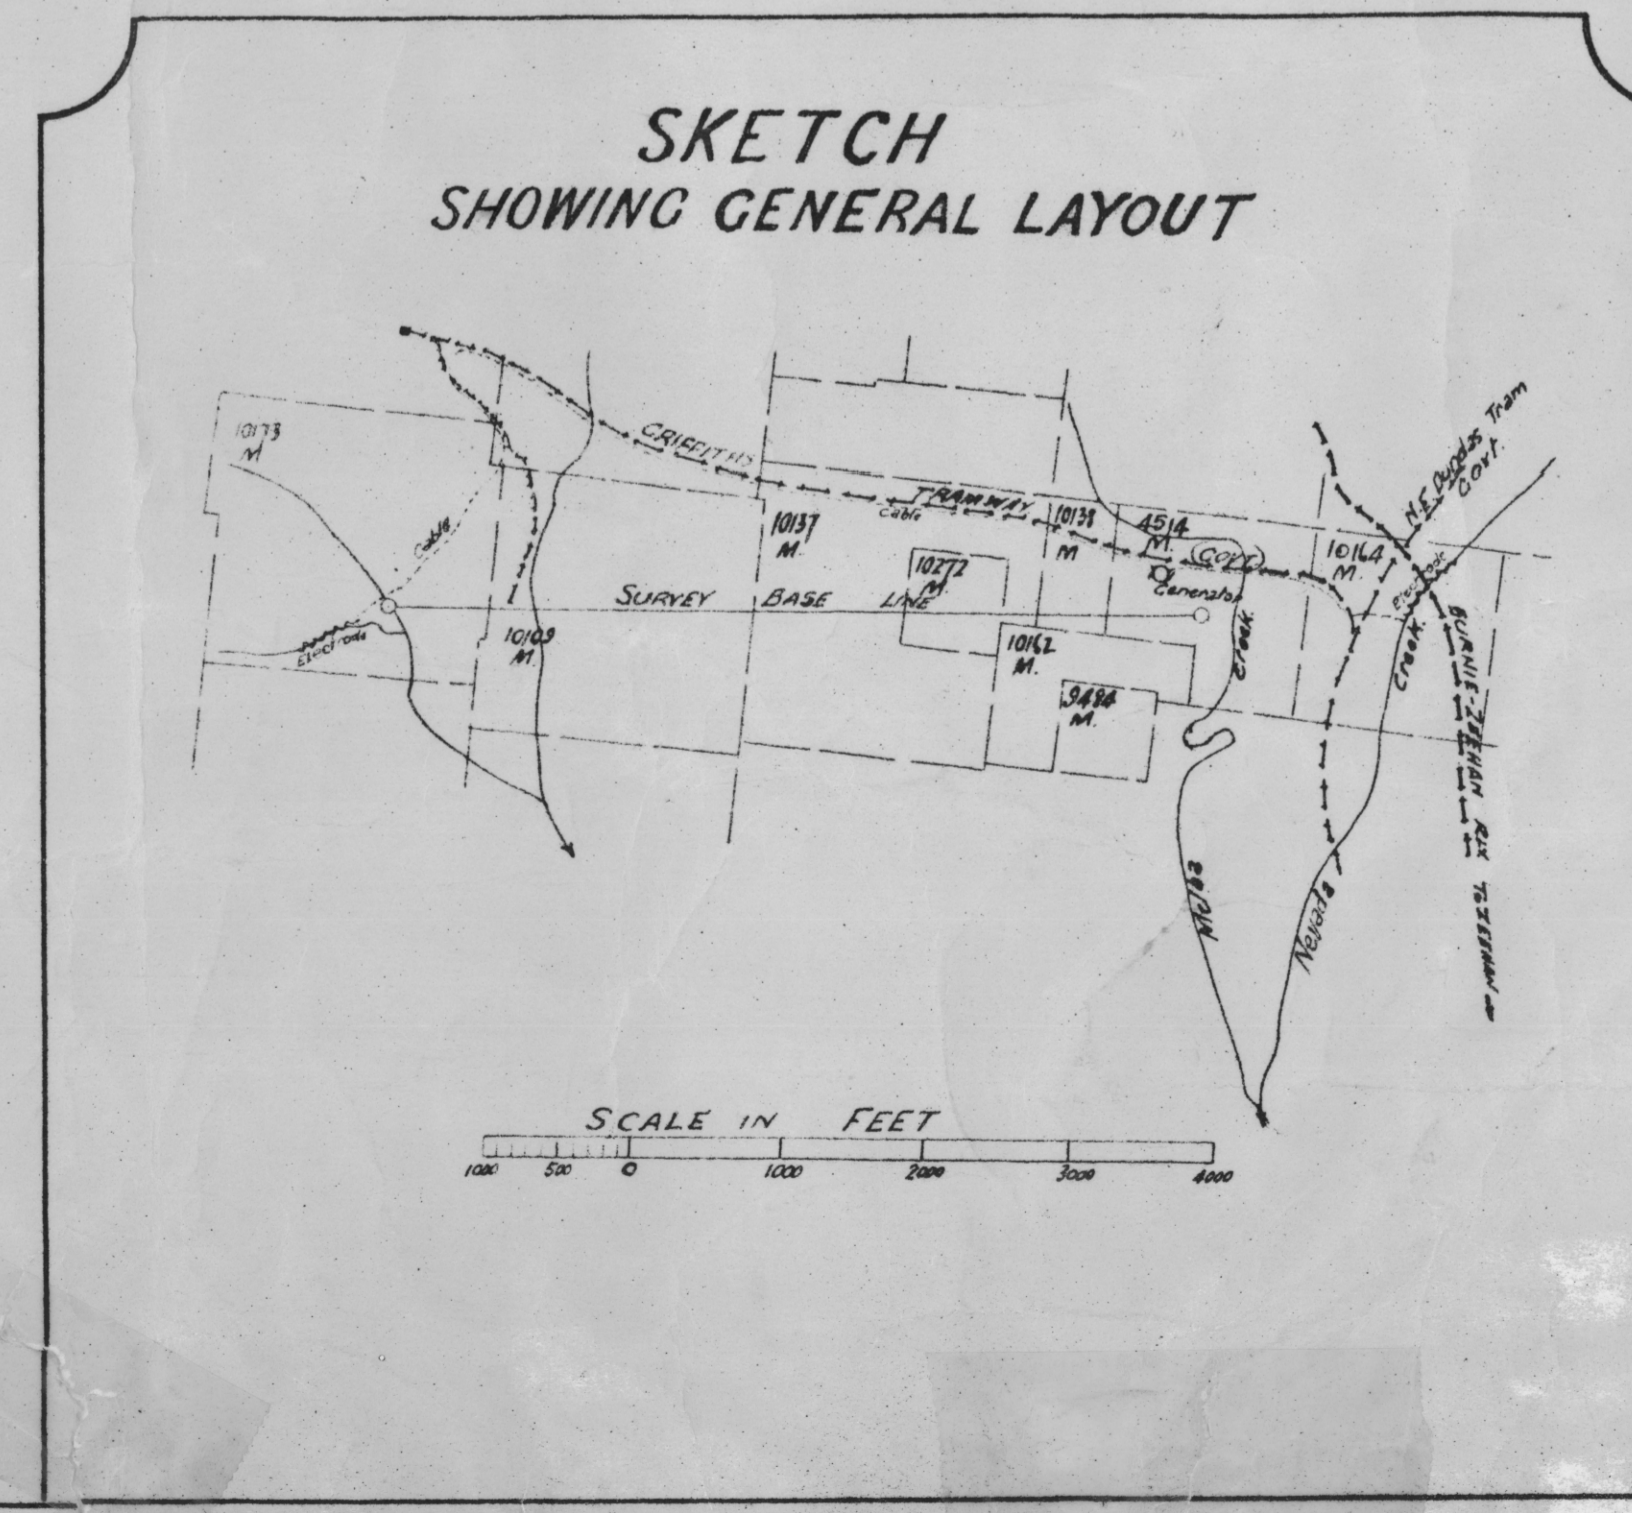 SKETCH
SHOWING GENERAL LAYOUT
10173
M
GRIFFITHS
TRAMWAY
Cable
Cable
10137
M.
10138
M
4514
M.
(GOVT)
Generator
10164
M.
N.E. Dundas Tram
Govt.
Electrode
10272
M.
SURVEY BASE LINE
Electrode
10109
M.
10162
M.
9484
M.
McKee
Creek
Nevada
Creek
BURNIE-ZEEHAN RLY TO ZEEHAN
SCALE IN FEET
1000 500 0 1000 2000 3000 4000